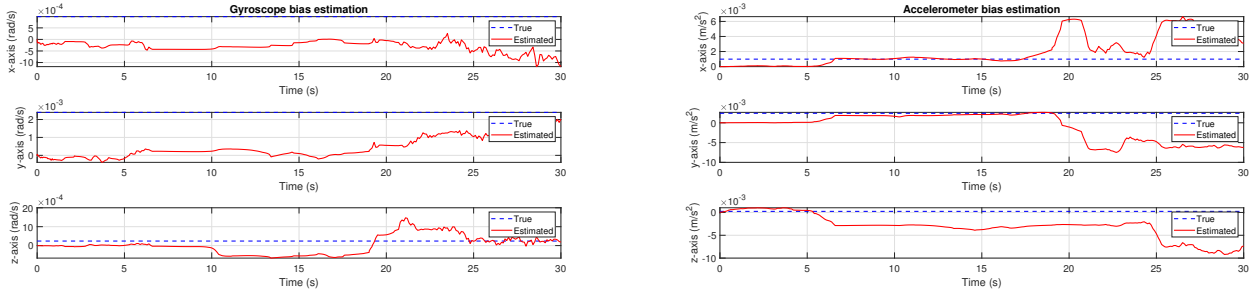 Gyroscope bias estimation
×10⁻⁴
5
0
-5
-10
x-axis (rad/s)
True
Estimated
0 5 10 15 20 25 30
Time (s)
×10⁻³
2
1
0
y-axis (rad/s)
True
Estimated
0 5 10 15 20 25 30
Time (s)
×10⁻⁴
20
10
0
z-axis (rad/s)
True
Estimated
0 5 10 15 20 25 30
Time (s)
Accelerometer bias estimation
×10⁻³
6
4
2
0
x-axis (m/s²)
True
Estimated
0 5 10 15 20 25 30
Time (s)
×10⁻³
0
-5
-10
y-axis (m/s²)
True
Estimated
0 5 10 15 20 25 30
Time (s)
×10⁻³
0
-5
-10
z-axis (m/s²)
True
Estimated
0 5 10 15 20 25 30
Time (s)